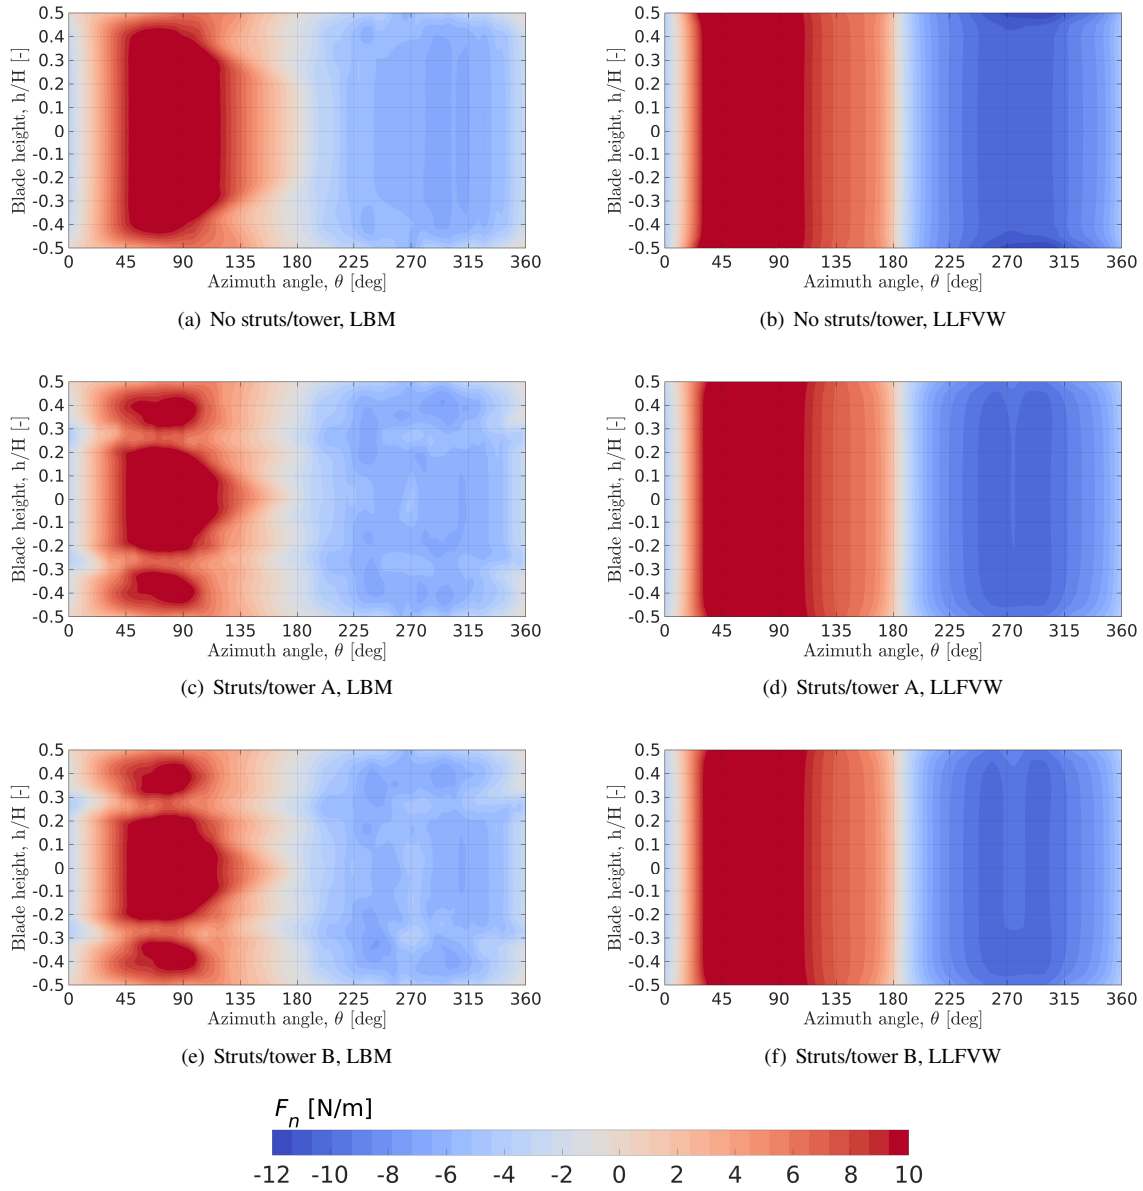 Blade height, h/H [-]
0.5
0.4
0.3
0.2
0.1
0
-0.1
-0.2
-0.3
-0.4
-0.5
0 45 90 135 180 225 270 315 360
Azimuth angle, θ [deg]
(a) No struts/tower, LBM
Blade height, h/H [-]
0.5
0.4
0.3
0.2
0.1
0
-0.1
-0.2
-0.3
-0.4
-0.5
0 45 90 135 180 225 270 315 360
Azimuth angle, θ [deg]
(b) No struts/tower, LLFVW
Blade height, h/H [-]
0.5
0.4
0.3
0.2
0.1
0
-0.1
-0.2
-0.3
-0.4
-0.5
0 45 90 135 180 225 270 315 360
Azimuth angle, θ [deg]
(c) Struts/tower A, LBM
Blade height, h/H [-]
0.5
0.4
0.3
0.2
0.1
0
-0.1
-0.2
-0.3
-0.4
-0.5
0 45 90 135 180 225 270 315 360
Azimuth angle, θ [deg]
(d) Struts/tower A, LLFVW
Blade height, h/H [-]
0.5
0.4
0.3
0.2
0.1
0
-0.1
-0.2
-0.3
-0.4
-0.5
0 45 90 135 180 225 270 315 360
Azimuth angle, θ [deg]
(e) Struts/tower B, LBM
Blade height, h/H [-]
0.5
0.4
0.3
0.2
0.1
0
-0.1
-0.2
-0.3
-0.4
-0.5
0 45 90 135 180 225 270 315 360
Azimuth angle, θ [deg]
(f) Struts/tower B, LLFVW
Fn [N/m]
-12 -10 -8 -6 -4 -2 0 2 4 6 8 10